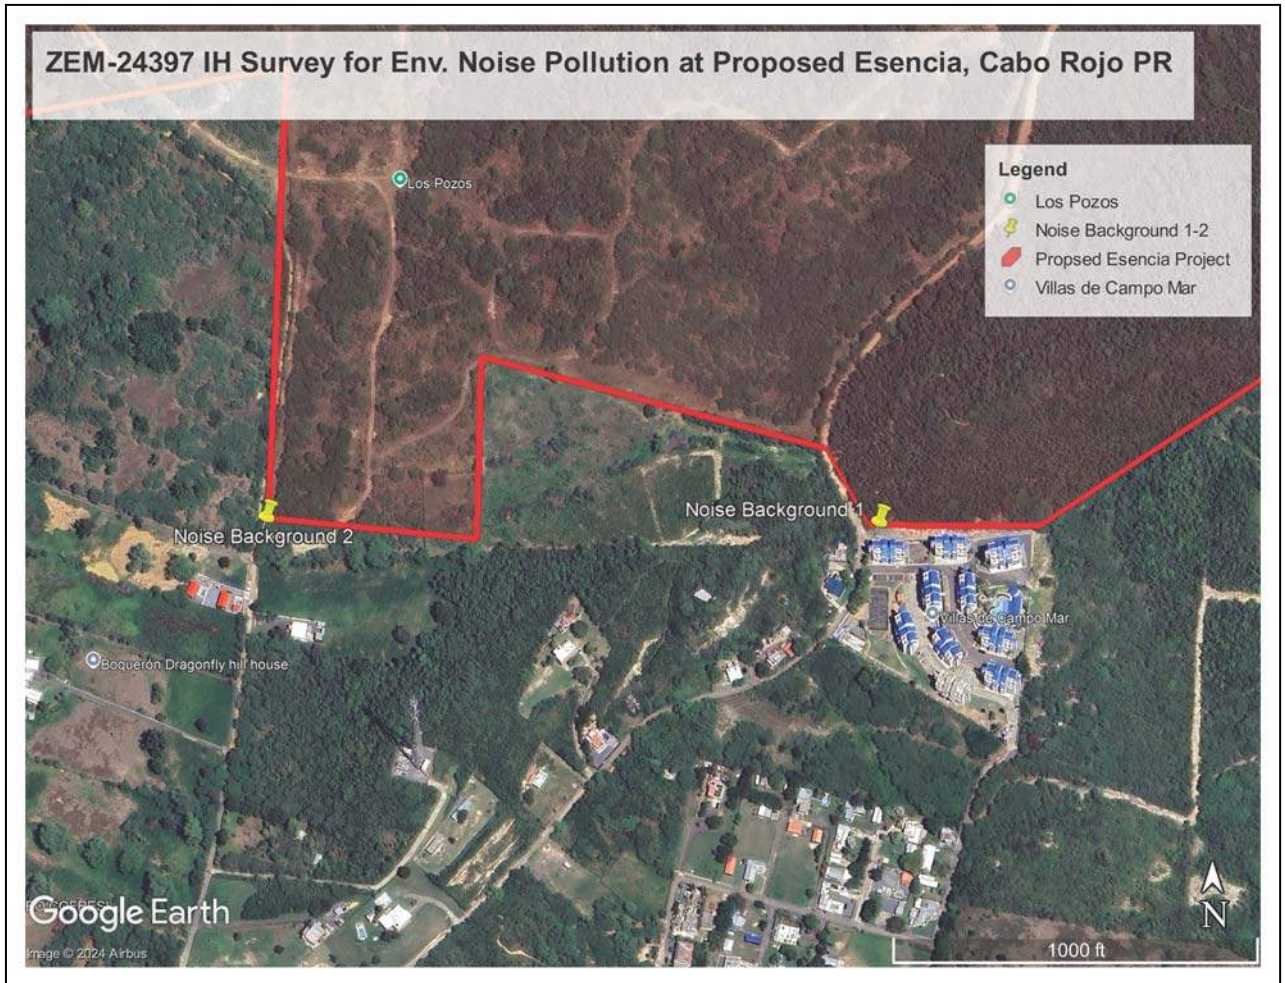 ZEM-24397 IH Survey for Env. Noise Pollution at Proposed Esencia, Cabo Rojo PR
Legend
Los Pozos
Noise Background 1-2
Propsed Esencia Project
Villas de Campo Mar
Los Pozos
Noise Background 1
Noise Background 2
Villas de Campo Mar
Boquerón Dragonfly hill house
Google Earth
Image © 2024 Airbus
N
1000 ft